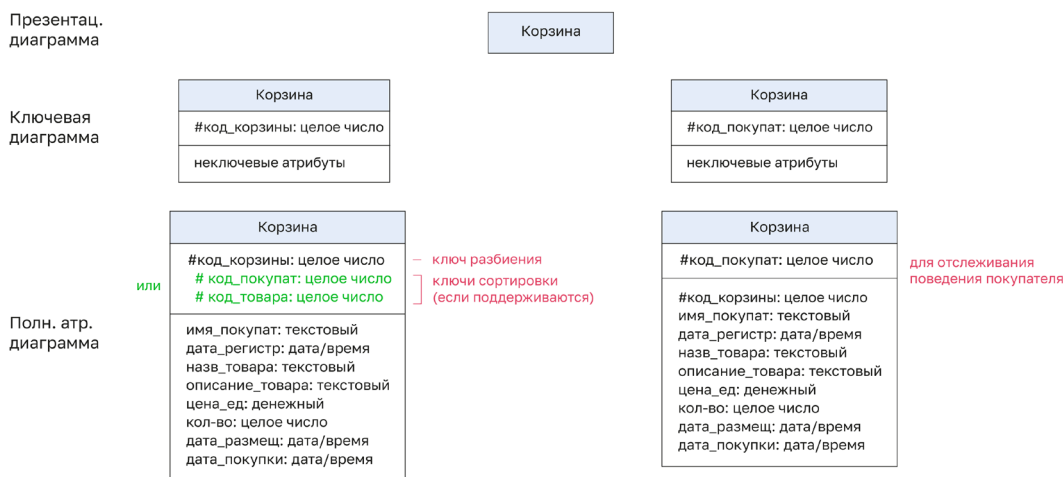 Презентац.
диаграмма
Корзина
Ключевая
диаграмма
Корзина
#код_корзины: целое число
неключевые атрибуты
Корзина
#код_покупат: целое число
неключевые атрибуты
Полн. атр.
диаграмма
или
Корзина
#код_корзины: целое число
# код_покупат: целое число
# код_товара: целое число
имя_покупат: текстовый
дата_регистр: дата/время
назв_товара: текстовый
описание_товара: текстовый
цена_ед: денежный
кол-во: целое число
дата_размещ: дата/время
дата_покупки: дата/время
ключ разбиения
ключи сортировки
(если поддерживаются)
Корзина
#код_покупат: целое число
#код_корзины: целое число
имя_покупат: текстовый
дата_регистр: дата/время
назв_товара: текстовый
описание_товара: текстовый
цена_ед: денежный
кол-во: целое число
дата_размещ: дата/время
дата_покупки: дата/время
для отслеживания
поведения покупателя